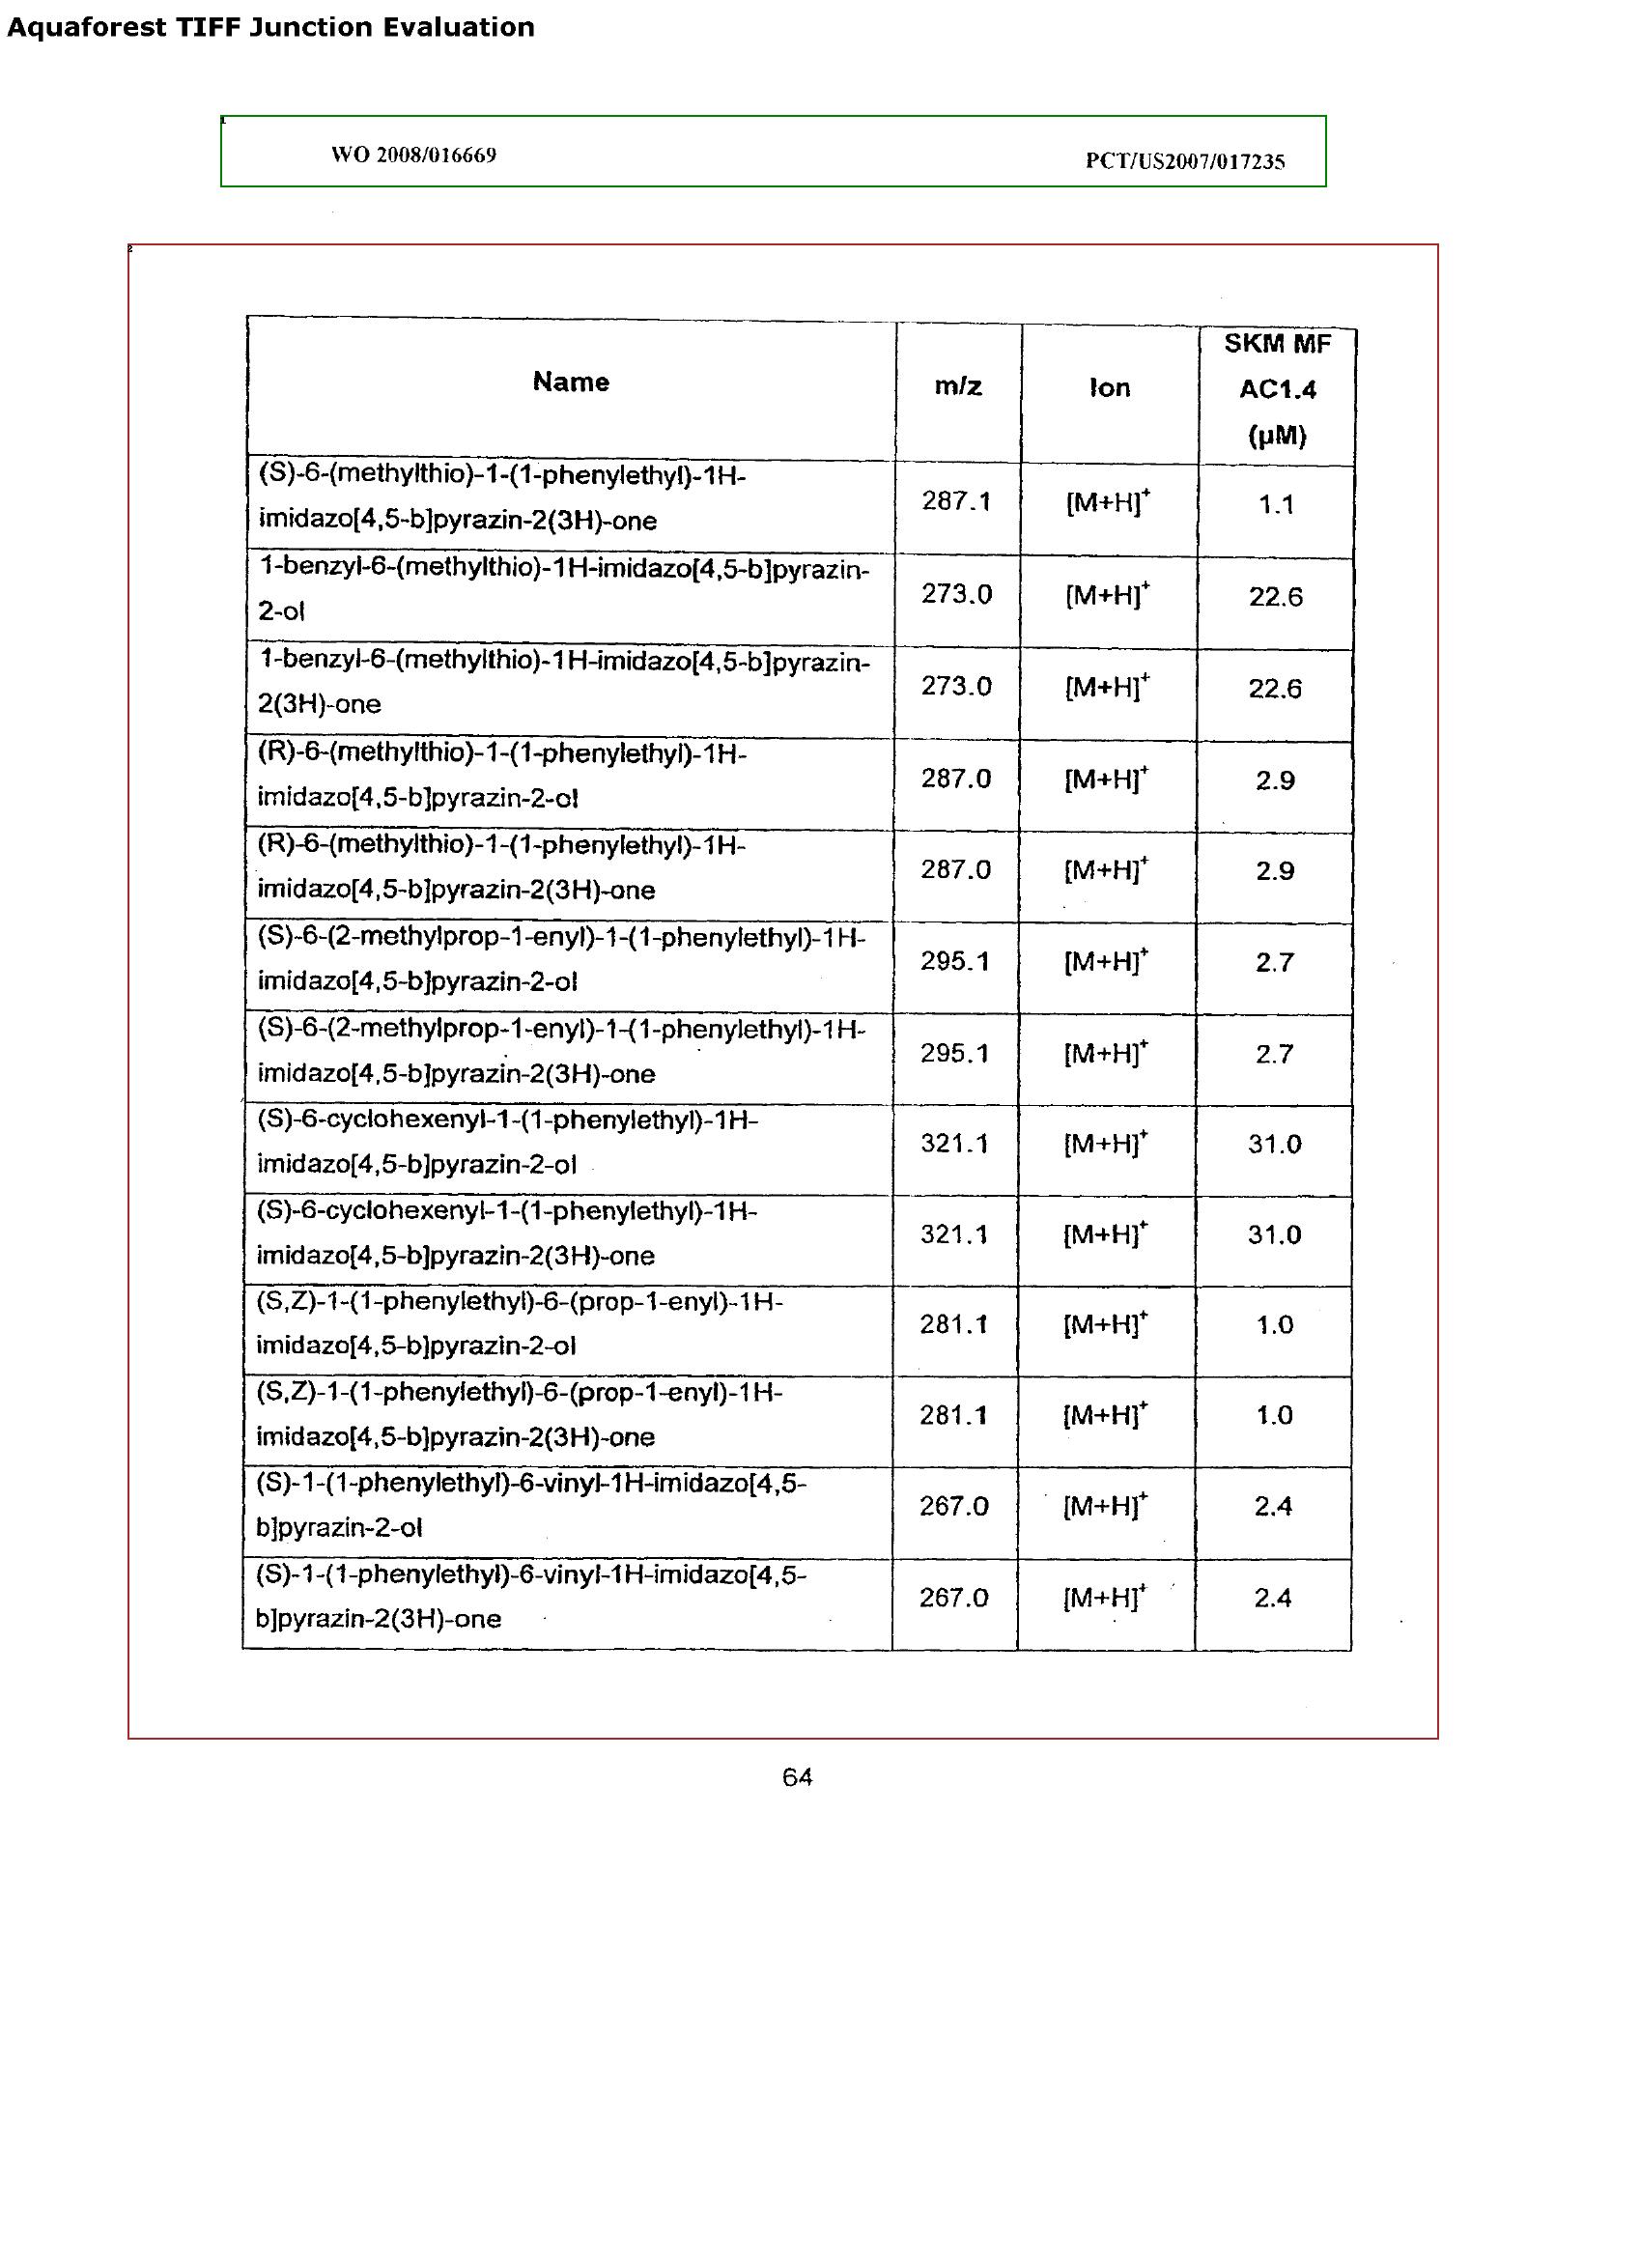 Aquaforest TIFF Junction Evaluation
1
WO 2008/016669 PCT/US2007/017235
2
Name m/z Ion SKM MF
AC1.4
(µM)
(S)-6-(methylthio)-1-(1-phenylethyl)-1H-
imidazo[4,5-b]pyrazin-2(3H)-one 287.1 [M+H]⁺ 1.1
1-benzyl-6-(methylthio)-1H-imidazo[4,5-b]pyrazin-
2-ol 273.0 [M+H]⁺ 22.6
1-benzyl-6-(methylthio)-1H-imidazo[4,5-b]pyrazin-
2(3H)-one 273.0 [M+H]⁺ 22.6
(R)-6-(methylthio)-1-(1-phenylethyl)-1H-
imidazo[4,5-b]pyrazin-2-ol 287.0 [M+H]⁺ 2.9
(R)-6-(methylthio)-1-(1-phenylethyl)-1H-
imidazo[4,5-b]pyrazin-2(3H)-one 287.0 [M+H]⁺ 2.9
(S)-6-(2-methylprop-1-enyl)-1-(1-phenylethyl)-1H-
imidazo[4,5-b]pyrazin-2-ol 295.1 [M+H]⁺ 2.7
(S)-6-(2-methylprop-1-enyl)-1-(1-phenylethyl)-1H-
imidazo[4,5-b]pyrazin-2(3H)-one 295.1 [M+H]⁺ 2.7
(S)-6-cyclohexenyl-1-(1-phenylethyl)-1H-
imidazo[4,5-b]pyrazin-2-ol 321.1 [M+H]⁺ 31.0
(S)-6-cyclohexenyl-1-(1-phenylethyl)-1H-
imidazo[4,5-b]pyrazin-2(3H)-one 321.1 [M+H]⁺ 31.0
(S,Z)-1-(1-phenylethyl)-6-(prop-1-enyl)-1H-
imidazo[4,5-b]pyrazin-2-ol 281.1 [M+H]⁺ 1.0
(S,Z)-1-(1-phenylethyl)-6-(prop-1-enyl)-1H-
imidazo[4,5-b]pyrazin-2(3H)-one 281.1 [M+H]⁺ 1.0
(S)-1-(1-phenylethyl)-6-vinyl-1H-imidazo[4,5-
b]pyrazin-2-ol 267.0 [M+H]⁺ 2.4
(S)-1-(1-phenylethyl)-6-vinyl-1H-imidazo[4,5-
b]pyrazin-2(3H)-one 267.0 [M+H]⁺ 2.4
64